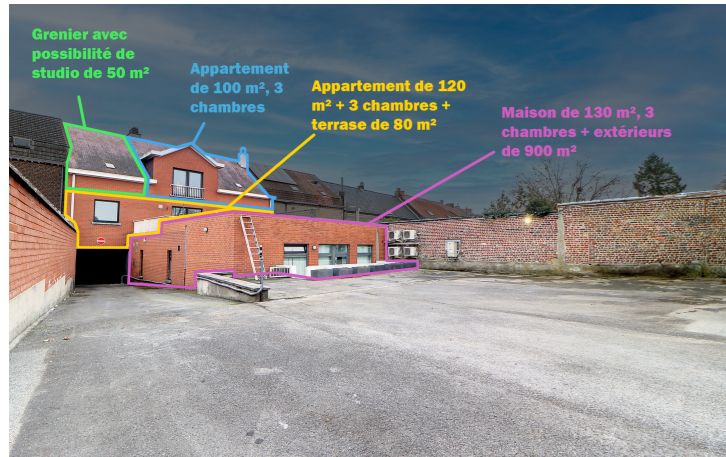 Grenier avec
possibilité de
studio de 50 m²
Appartement
de 100 m², 3
chambres
Appartement de 120
m² + 3 chambres +
terrase de 80 m²
Maison de 130 m², 3
chambres + extérieurs
de 900 m²